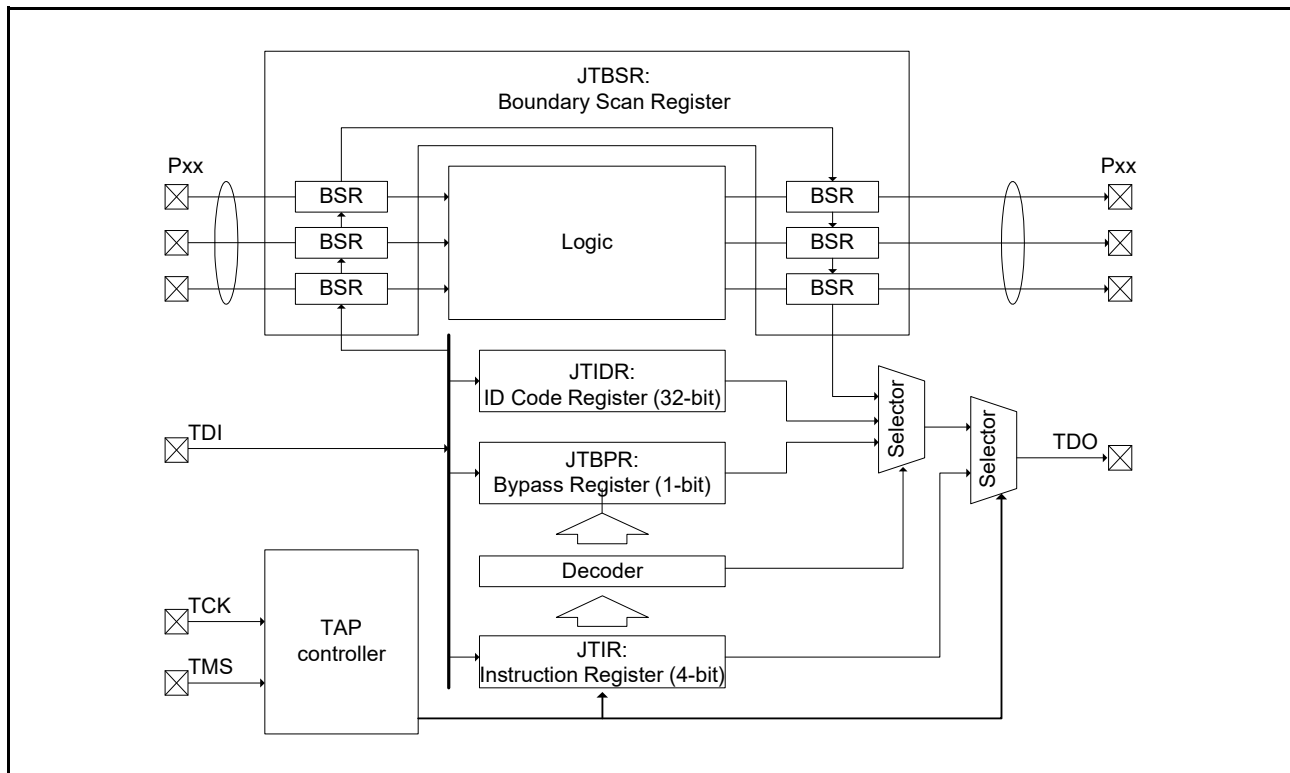 JTBSR:
Boundary Scan Register
Pxx
Pxx
BSR
BSR
BSR
BSR
Logic
BSR
BSR
JTIDR:
ID Code Register (32-bit)
Selector
TDI
JTBPR:
Bypass Register (1-bit)
Selector
TDO
Decoder
TCK
TMS
TAP
controller
JTIR:
Instruction Register (4-bit)